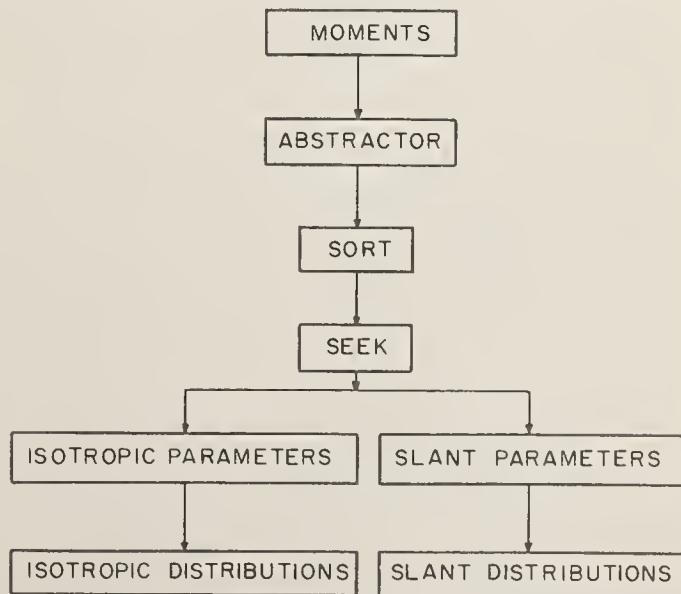 MOMENTS
ABSTRACTOR
SORT
SEEK
ISOTROPIC PARAMETERS
SLANT PARAMETERS
ISOTROPIC DISTRIBUTIONS
SLANT DISTRIBUTIONS